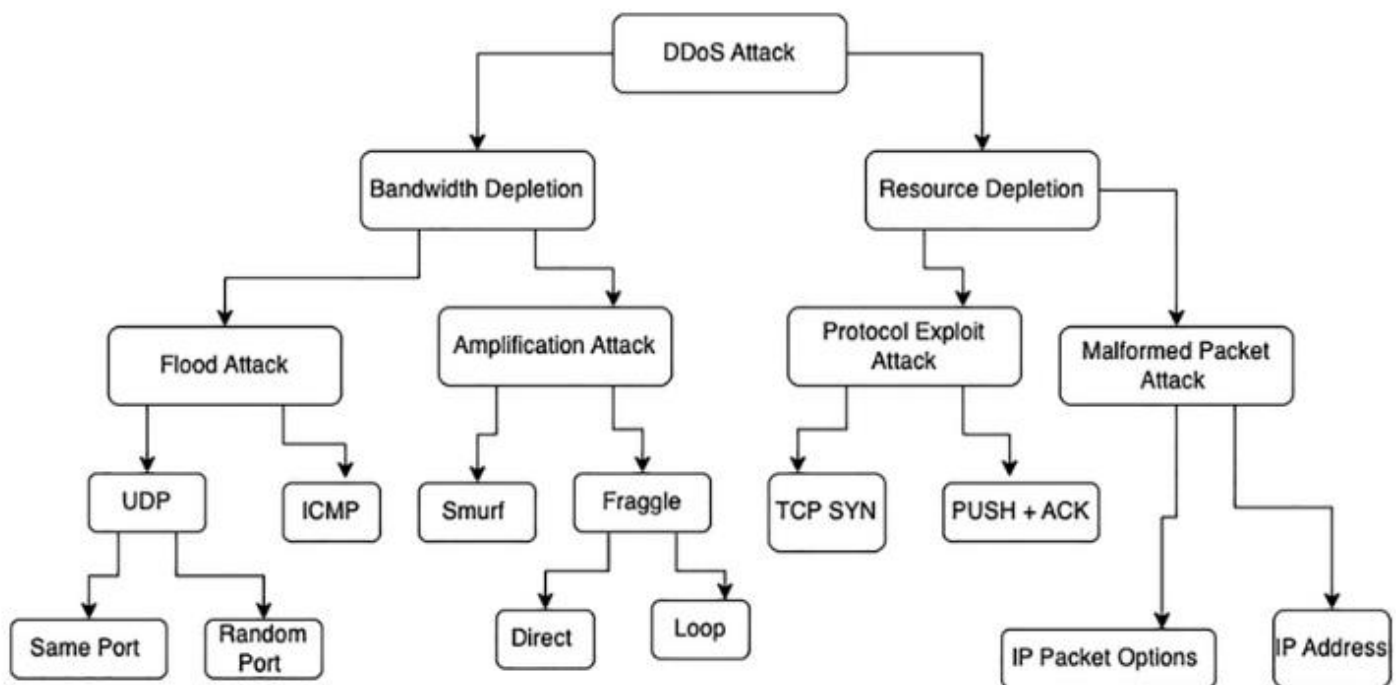 DDoS Attack
Bandwidth Depletion
Resource Depletion
Flood Attack
Amplification Attack
Protocol Exploit
Attack
Malformed Packet
Attack
UDP
ICMP
Smurf
Fraggle
TCP SYN
PUSH + ACK
Same Port
Random
Port
Direct
Loop
IP Packet Options
IP Address